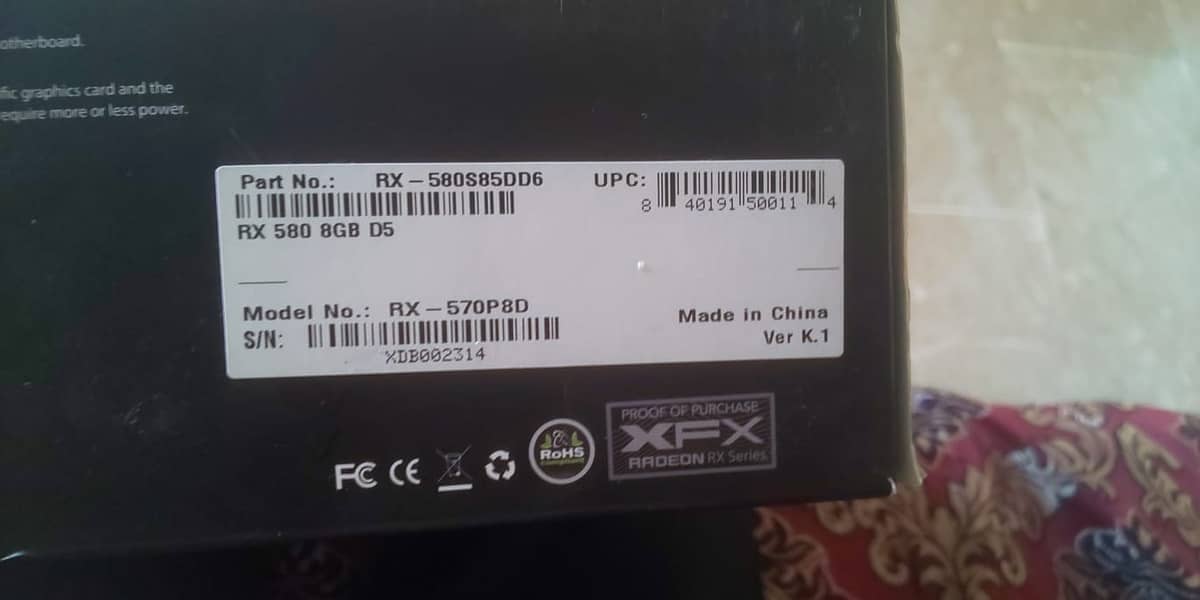 otherboard.
fic graphics card and the
equire more or less power.
Part No.: RX-580S85DD6
UPC:
8 40191 50011 4
RX 580 8GB D5
Model No.: RX-570P8D
S/N:
XDB002314
Made in China
Ver K.1
FC CE
RoHS
compliant
PROOF OF PURCHASE
XFX
RADEON RX Series